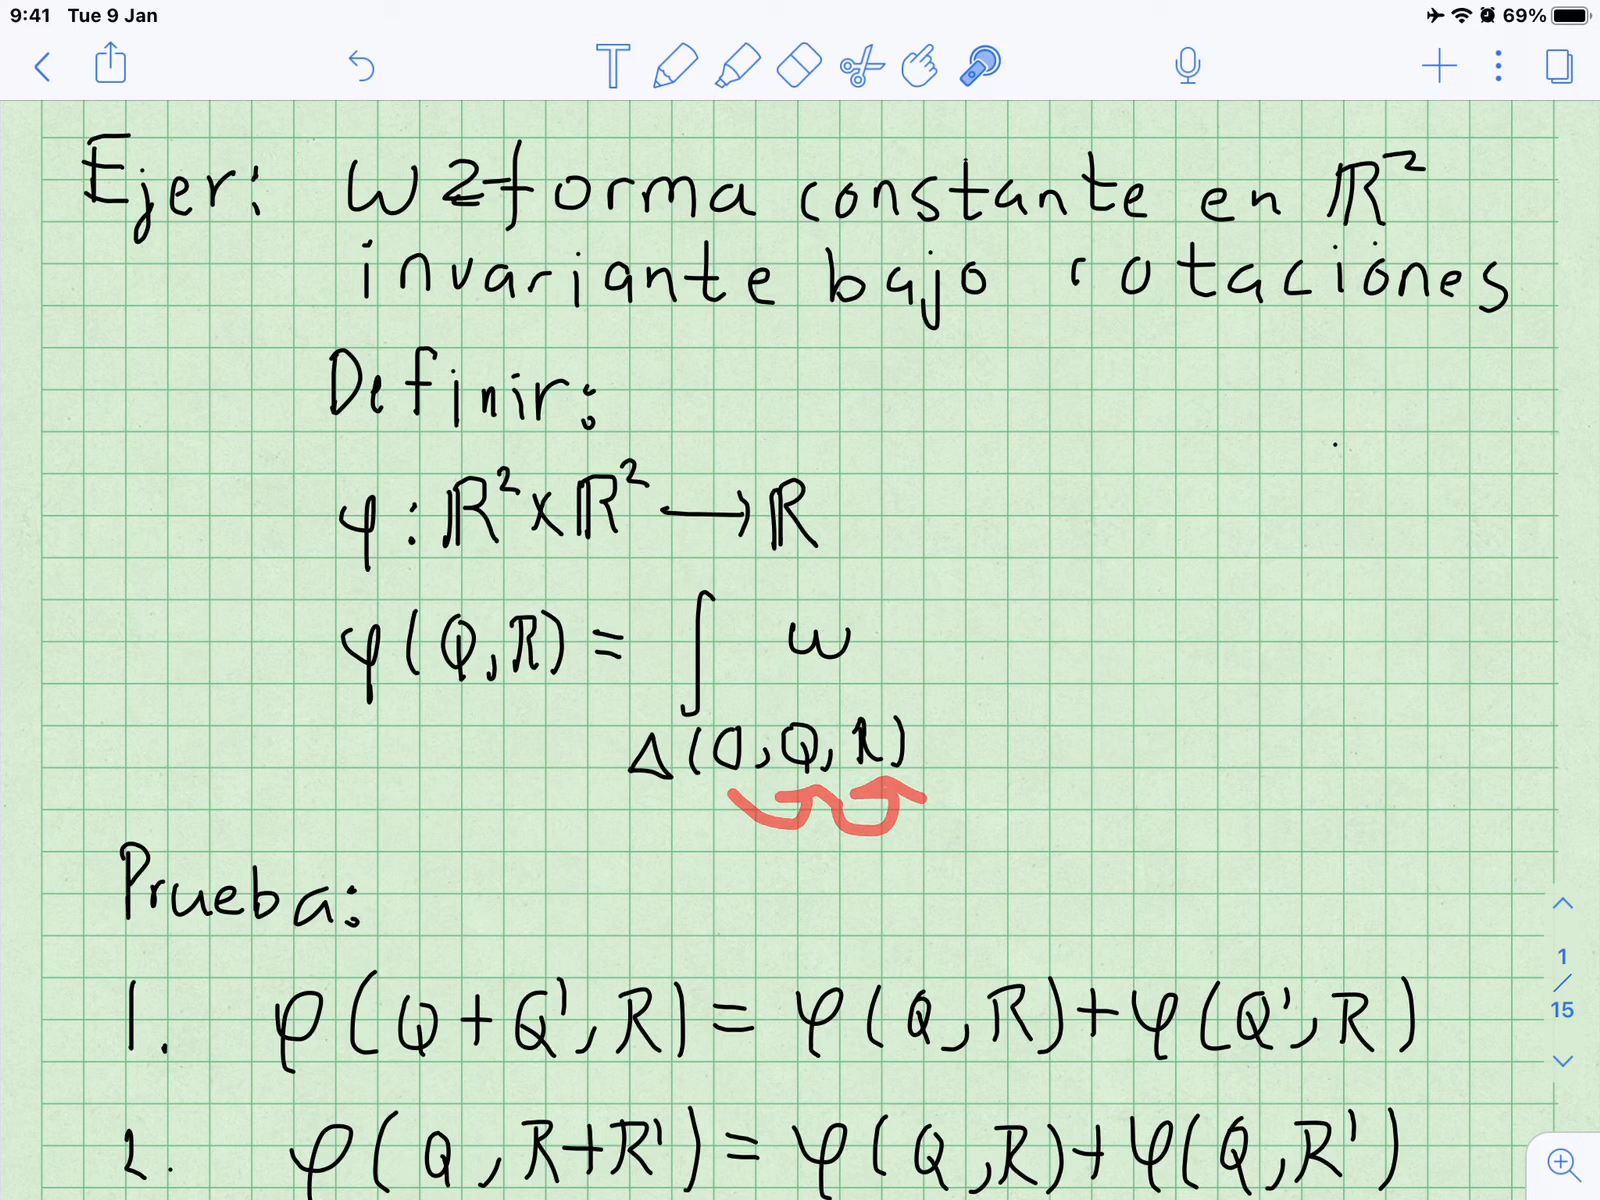 9:41 Tue 9 Jan 69%
Ejer: ω 2-forma constante en ℝ²
invariante bajo rotaciones
Definir:
φ : ℝ² × ℝ² → ℝ
φ(Q,R) = ∫ ω
Δ(O,Q,R)
Prueba:
1. φ(Q+Q',R) = φ(Q,R)+φ(Q',R)
2. φ(Q,R+R') = φ(Q,R)+φ(Q,R')
1
/
15